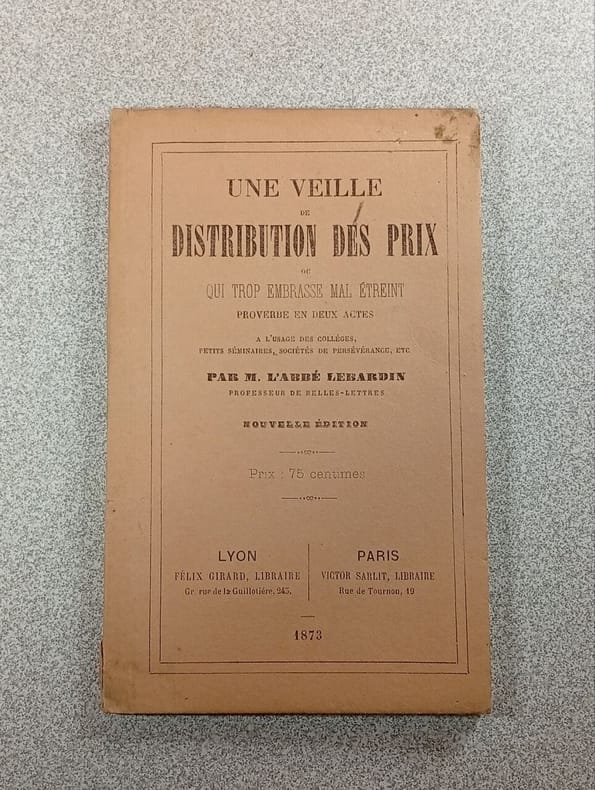 UNE VEILLE
DE
DISTRIBUTION DES PRIX
OU
QUI TROP EMBRASSE MAL ÉTREINT
PROVERBE EN DEUX ACTES
A L'USAGE DES COLLÉGES,
PETITS SÉMINAIRES, SOCIÉTÉS DE PERSÉVÉRANCE, ETC
PAR M. L'ABBÉ LEBARDIN
PROFESSEUR DE BELLES-LETTRES
NOUVELLE ÉDITION
Prix : 75 centimes
LYON
FÉLIX GIRARD, LIBRAIRE
Gr. rue de la Guillotière, 245.
PARIS
VICTOR SARLIT, LIBRAIRE
Rue de Tournon, 19
1873